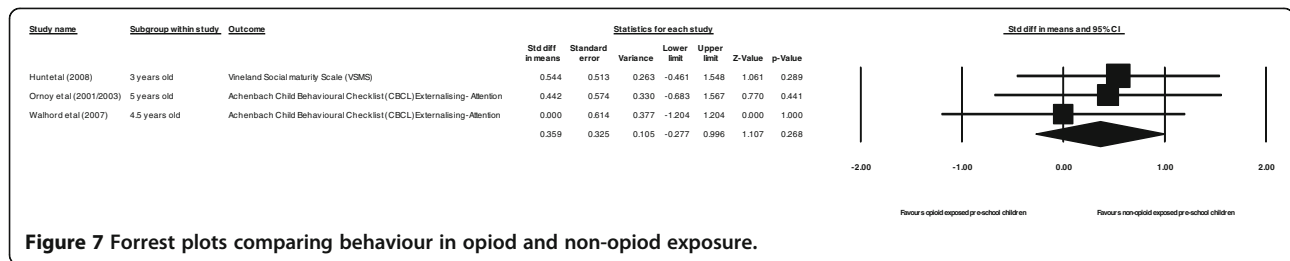 Study name Subgroup within study Outcome Statistics for each study Std diff in means and 95% CI
Std diff in means Standard error Variance Lower limit Upper limit Z-Value p-Value
Hunt et al (2008) 3 years old Vineland Social maturity Scale (VSMS) 0.544 0.513 0.263 -0.461 1.548 1.061 0.289
Ornoy et al (2001/2003) 5 years old Achenbach Child Behavioural Checklist (CBCL) Externalising- Attention 0.442 0.574 0.330 -0.683 1.567 0.770 0.441
Walhord et al (2007) 4.5 years old Achenbach Child Behavioural Checklist (CBCL) Externalising-Attention 0.000 0.614 0.377 -1.204 1.204 0.000 1.000
0.359 0.325 0.105 -0.277 0.996 1.107 0.268
-2.00 -1.00 0.00 1.00 2.00
Favours opioid exposed pre-school children Favours non-opioid exposed pre-school children
Figure 7 Forrest plots comparing behaviour in opiod and non-opiod exposure.